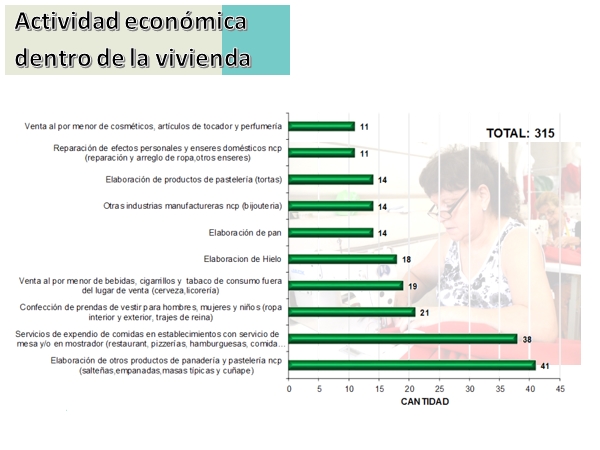 Actividad económica
dentro de la vivienda
TOTAL: 315
Venta al por menor de cosméticos, artículos de tocador y perfumería 11
Reparación de efectos personales y enseres domésticos ncp
(reparación y arreglo de ropa,otros enseres) 11
Elaboración de productos de pastelería (tortas) 14
Otras industrias manufactureras ncp (bijouteria) 14
Elaboración de pan 14
Elaboracion de Hielo 18
Venta al por menor de bebidas, cigarrillos y tabaco de consumo fuera
del lugar de venta (cerveza,licorería) 19
Confección de prendas de vestir para hombres, mujeres y niños (ropa
interior y exterior, trajes de reina) 21
Servicios de expendio de comidas en establecimientos con servicio de
mesa y/o en mostrador (restaurant, pizzerías, hamburguesas, comida... 38
Elaboración de otros productos de panadería y pastelería ncp
(salteñas,empanadas,masas típicas y cuñape) 41
0 5 10 15 20 25 30 35 40 45
CANTIDAD